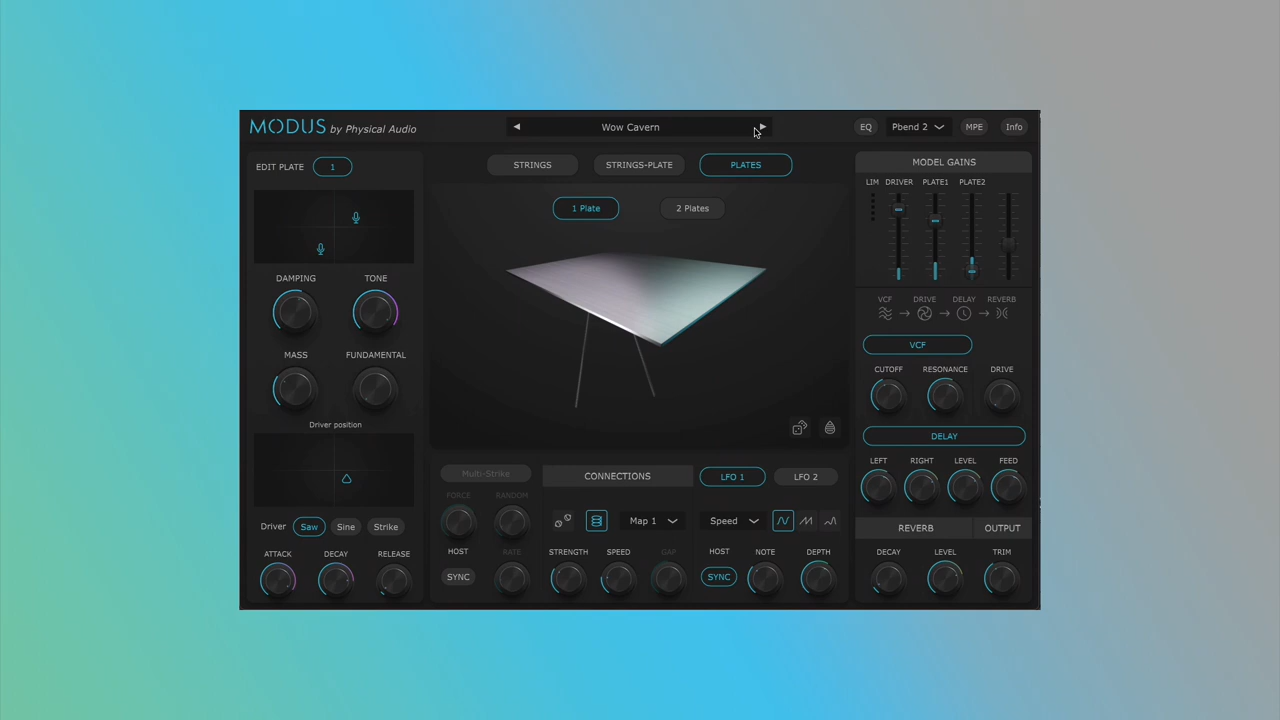 MODUS by Physical Audio
Wow Cavern
EQ
Pbend 2
MPE
Info
EDIT PLATE 1
STRINGS
STRINGS-PLATE
PLATES
MODEL GAINS
1 Plate
2 Plates
LIM DRIVER PLATE1 PLATE2
DAMPING TONE
MASS FUNDAMENTAL
VCF DRIVE DELAY REVERB
VCF
CUTOFF RESONANCE DRIVE
Driver position
DELAY
LEFT RIGHT LEVEL FEED
Driver Saw Sine Strike
ATTACK DECAY RELEASE
Multi-Strike
FORCE RANDOM
HOST RATE
SYNC
CONNECTIONS
Map 1
STRENGTH SPEED GAP
LFO 1 LFO 2
Speed
HOST NOTE DEPTH
SYNC
REVERB OUTPUT
DECAY LEVEL TRIM